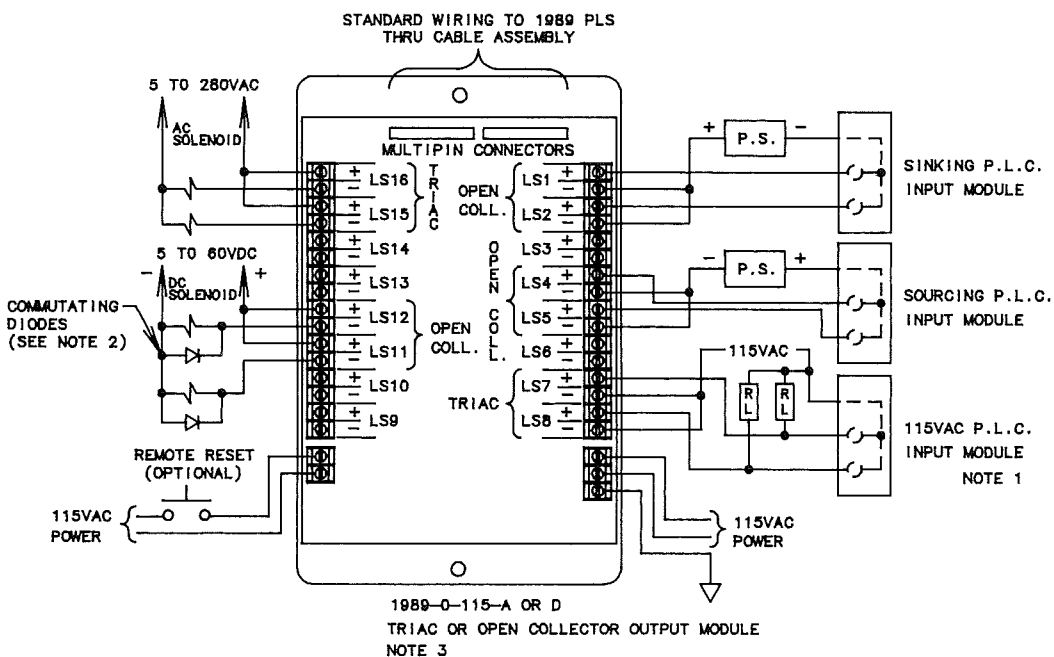 STANDARD WIRING TO 1989 PLS
THRU CABLE ASSEMBLY
5 TO 280VAC
AC
SOLENOID
MULTIPIN CONNECTORS
+
LS16
−
+
LS15
−
TRIAC
LS14
+
LS13
−
+
LS12
−
+
LS11
−
OPEN
COLL.
+
LS10
−
+
LS9
−
OPEN
COLL.
LS1 +
−
LS2 +
−
LS3 +
−
LS4 +
−
LS5 +
−
LS6 +
−
OPEN COLL.
TRIAC
LS7 +
−
LS8 +
−
5 TO 60VDC
− +
DC
SOLENOID
COMMUTATING
DIODES
(SEE NOTE 2)
REMOTE RESET
(OPTIONAL)
115VAC
POWER
+ P.S. −
SINKING P.L.C.
INPUT MODULE
− P.S. +
SOURCING P.L.C.
INPUT MODULE
115VAC
RL RL
115VAC P.L.C.
INPUT MODULE
NOTE 1
115VAC
POWER
1989-0-115-A OR D
TRIAC OR OPEN COLLECTOR OUTPUT MODULE
NOTE 3